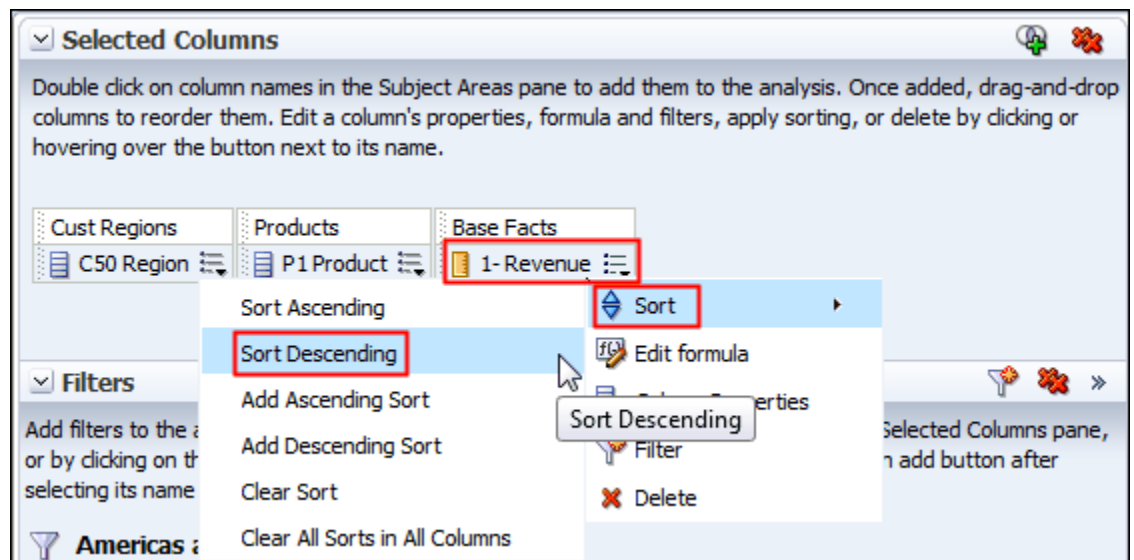 Selected Columns
Double click on column names in the Subject Areas pane to add them to the analysis. Once added, drag-and-drop
columns to reorder them. Edit a column's properties, formula and filters, apply sorting, or delete by clicking or
hovering over the button next to its name.
Cust Regions Products Base Facts
C50 Region P1 Product 1- Revenue
Sort Ascending Sort
Sort Descending Edit formula
Filters
Add Ascending Sort
Sort Descending
Add filters to the Selected Columns pane,
Add Descending Sort Filter
or by clicking on add button after
selecting its name
Clear Sort Delete
Americas
Clear All Sorts in All Columns